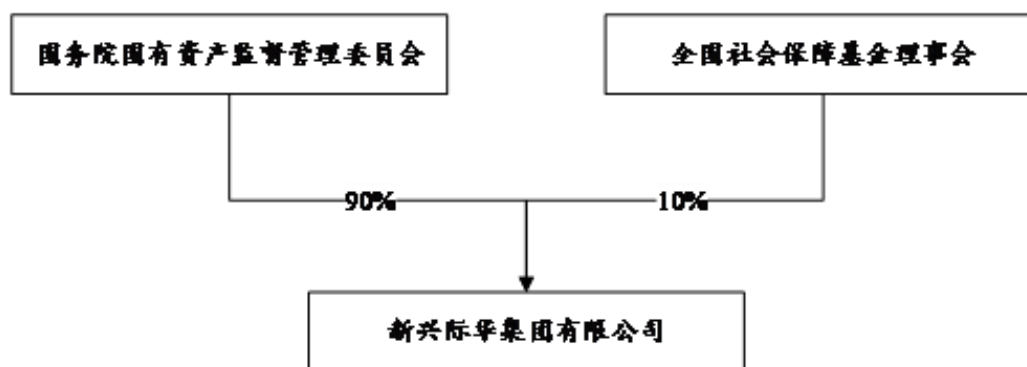 国务院国有资产监督管理委员会
全国社会保障基金理事会
90%
10%
新兴际华集团有限公司